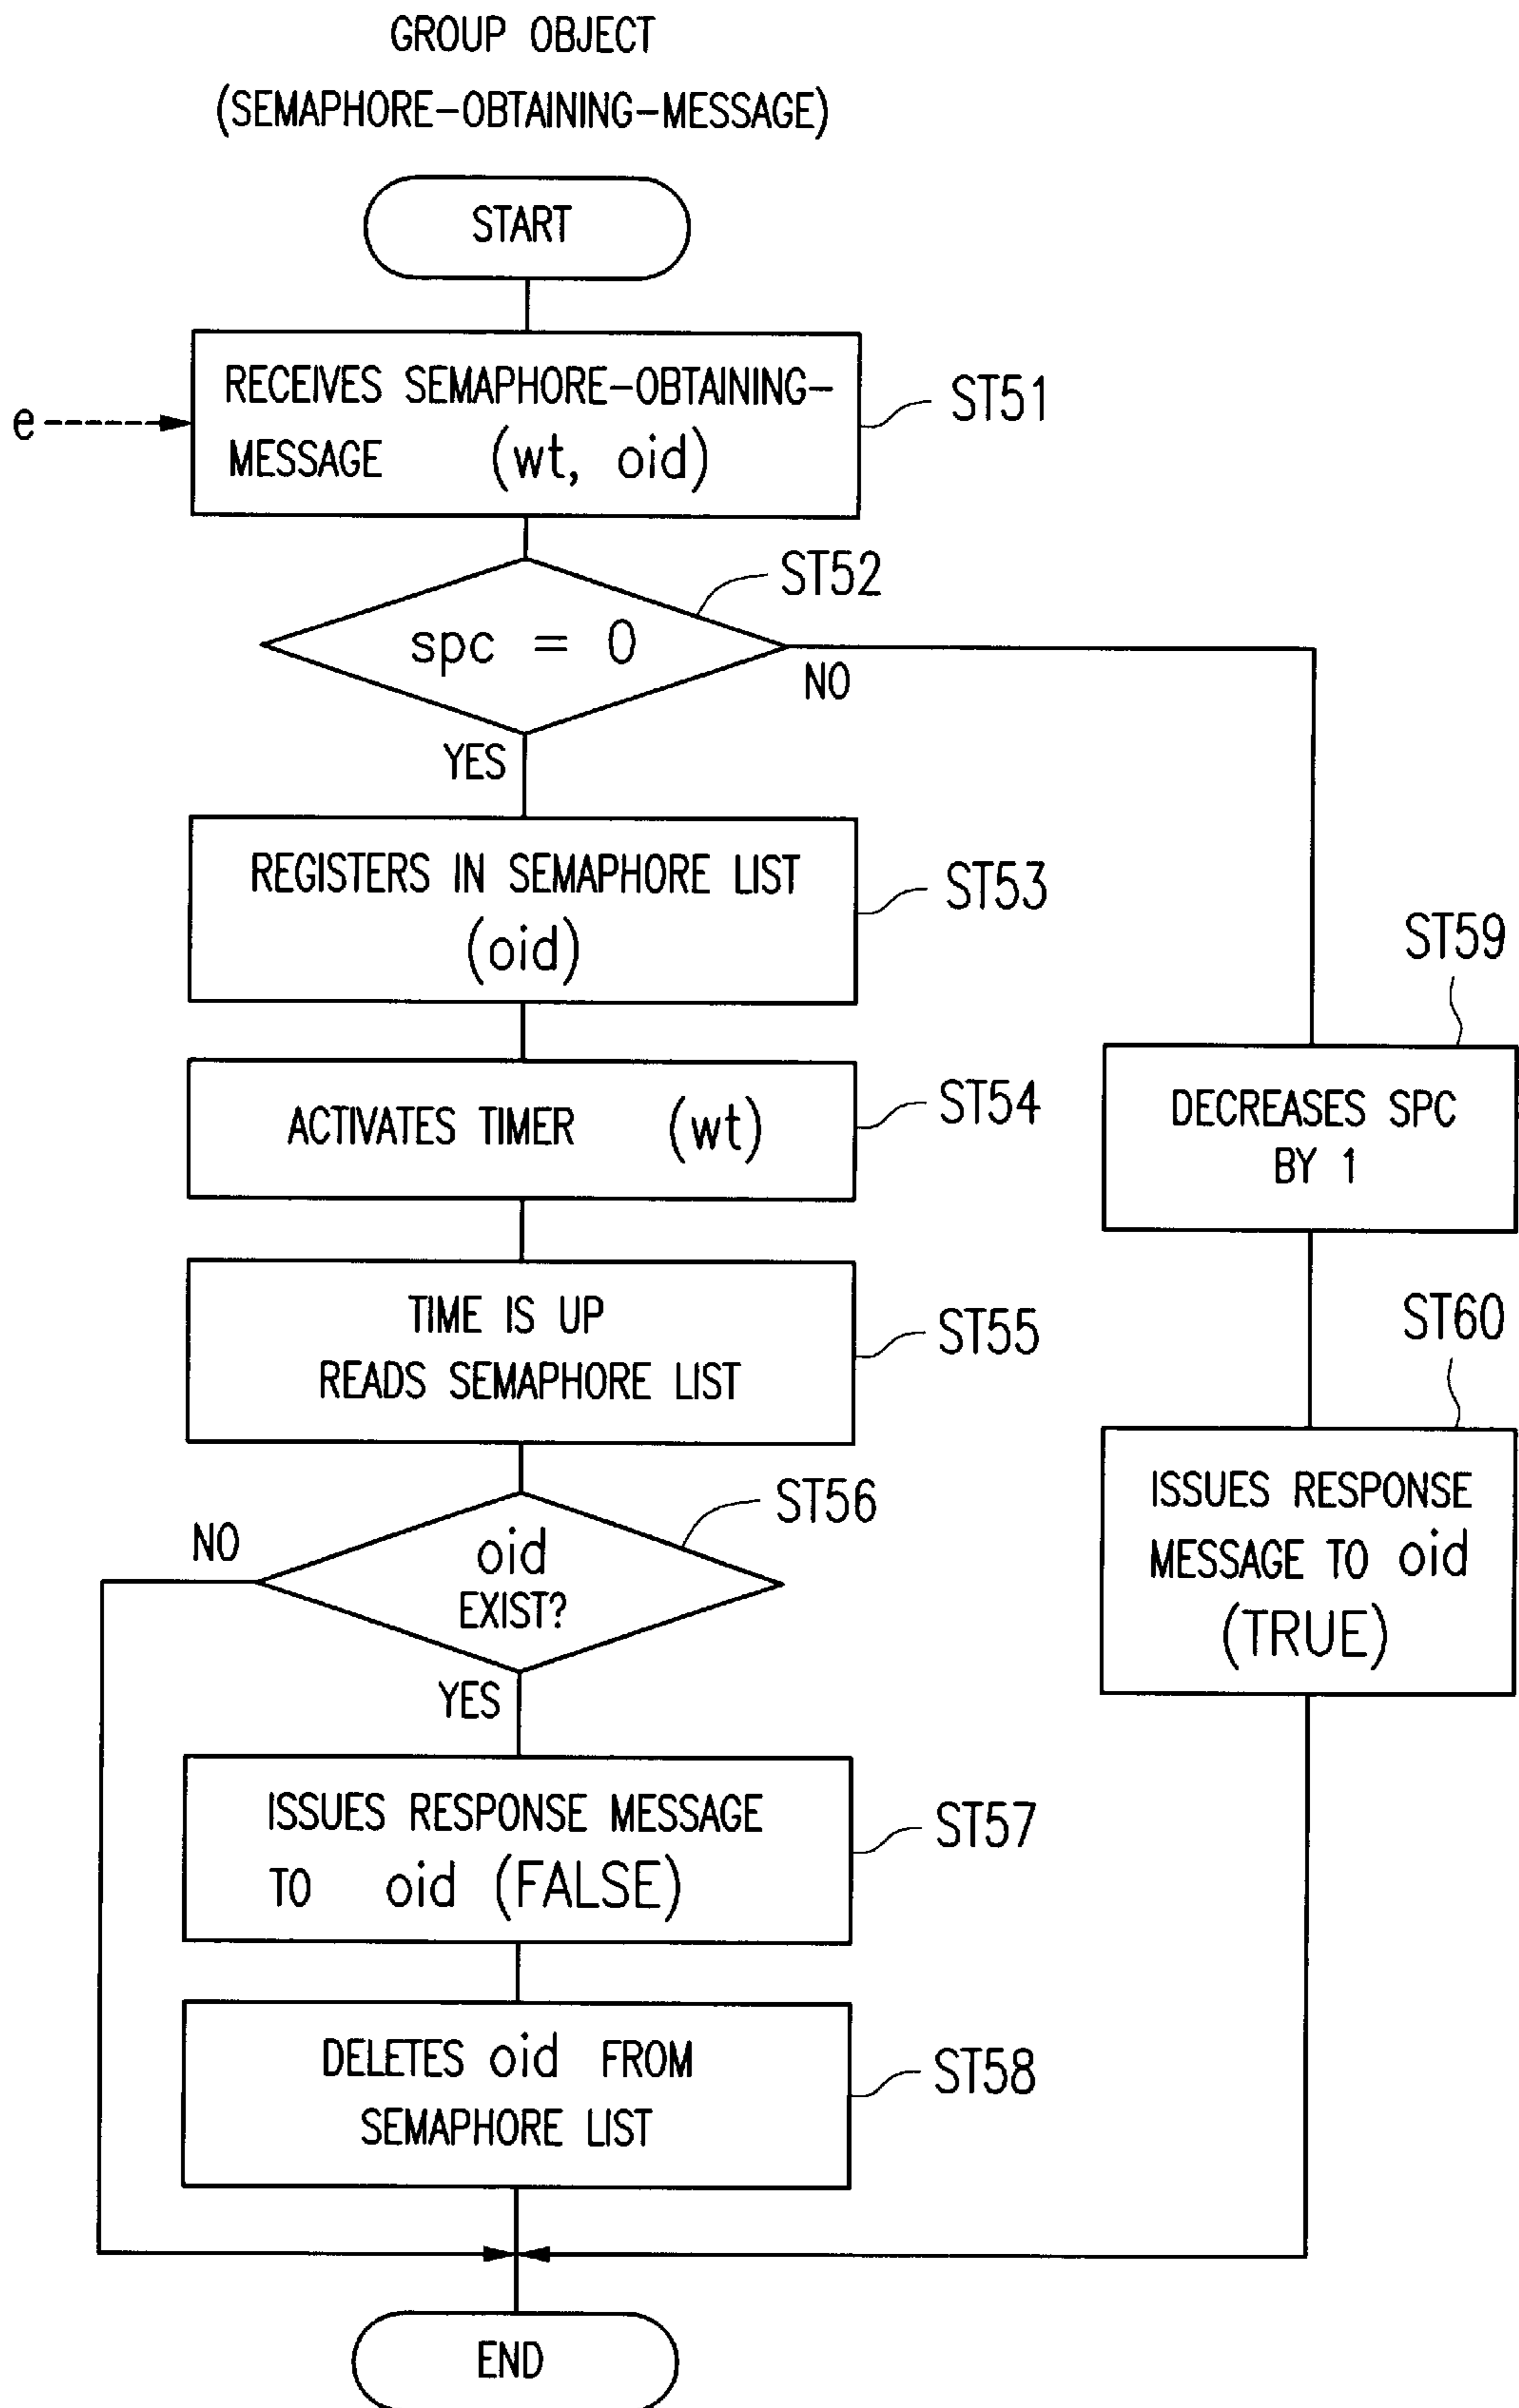 GROUP OBJECT
(SEMAPHORE-OBTAINING-MESSAGE)
START
RECEIVES SEMAPHORE-OBTAINING-
MESSAGE (wt, oid)
ST51
e
ST52
spc = 0
NO
YES
REGISTERS IN SEMAPHORE LIST
(oid)
ST53
ACTIVATES TIMER (wt)
ST54
TIME IS UP
READS SEMAPHORE LIST
ST55
ST56
oid
EXIST?
NO
YES
ISSUES RESPONSE MESSAGE
TO oid (FALSE)
ST57
DELETES oid FROM
SEMAPHORE LIST
ST58
ST59
DECREASES SPC
BY 1
ST60
ISSUES RESPONSE
MESSAGE TO oid
(TRUE)
END